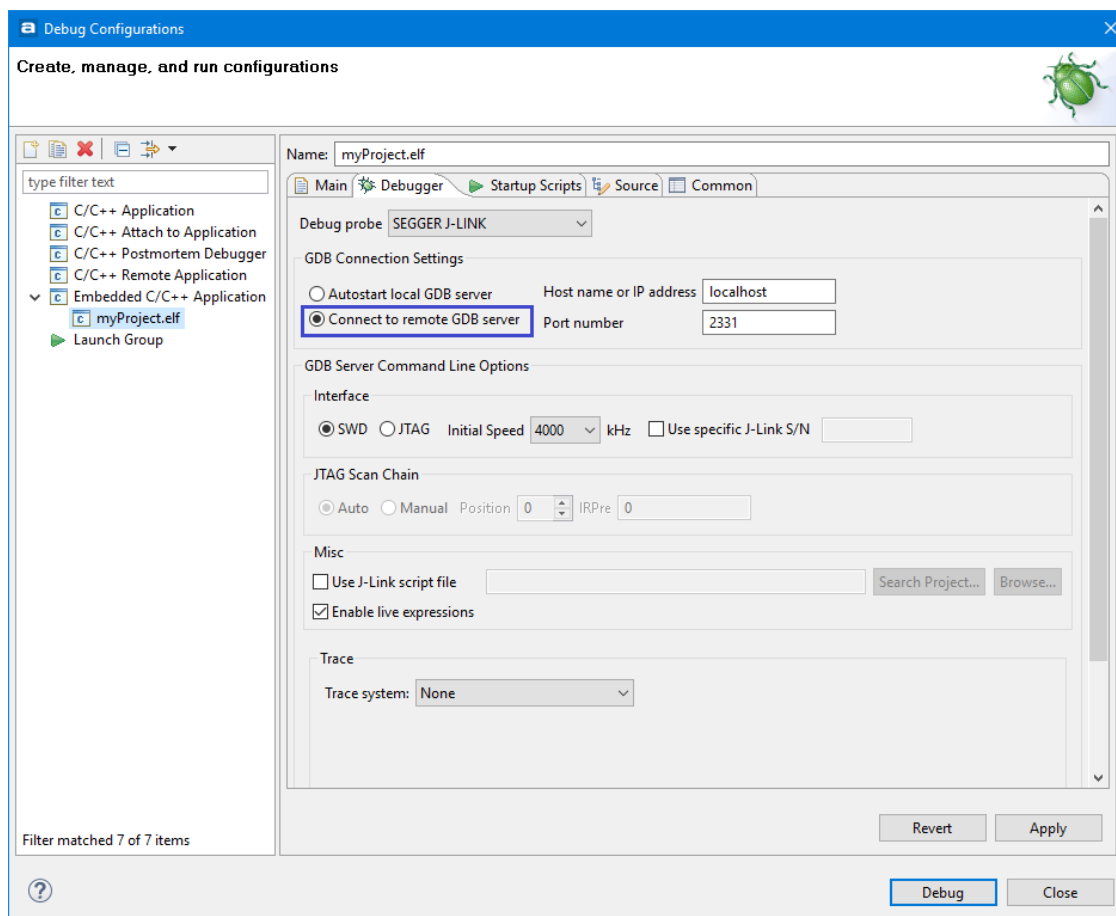 Debug Configurations
Create, manage, and run configurations
type filter text
C/C++ Application
C/C++ Attach to Application
C/C++ Postmortem Debugger
C/C++ Remote Application
Embedded C/C++ Application
myProject.elf
Launch Group
Filter matched 7 of 7 items
Name: myProject.elf
Main Debugger Startup Scripts Source Common
Debug probe SEGGER J-LINK
GDB Connection Settings
Autostart local GDB server Host name or IP address localhost
Connect to remote GDB server Port number 2331
GDB Server Command Line Options
Interface
SWD JTAG Initial Speed 4000 kHz Use specific J-Link S/N
JTAG Scan Chain
Auto Manual Position 0 IRPre 0
Misc
Use J-Link script file Search Project... Browse...
Enable live expressions
Trace
Trace system: None
Revert Apply
Debug Close